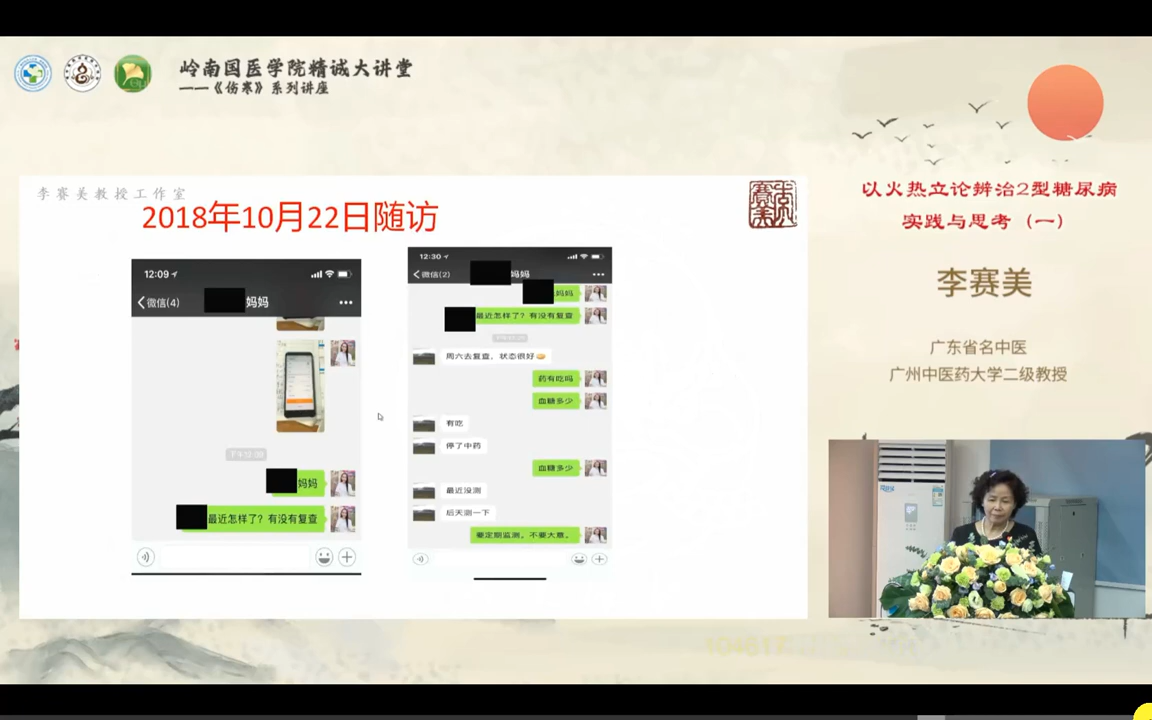 岭南国医学院精诚大讲堂
——《伤寒》系列讲座
李赛美教授工作室
2018年10月22日随访
12:09
微信(4)
妈妈
妈妈
最近怎样了？有没有复查
12:30
微信(2)
妈妈
妈妈
最近怎样了？有没有复查
周六去复查，状态很好
药有吃吗
血糖多少
有吃
停了中药
血糖多少
最近没测
后天测一下
要定期监测，不要大意。
以火热立论辨治2型糖尿病
实践与思考（一）
李赛美
广东省名中医
广州中医药大学二级教授